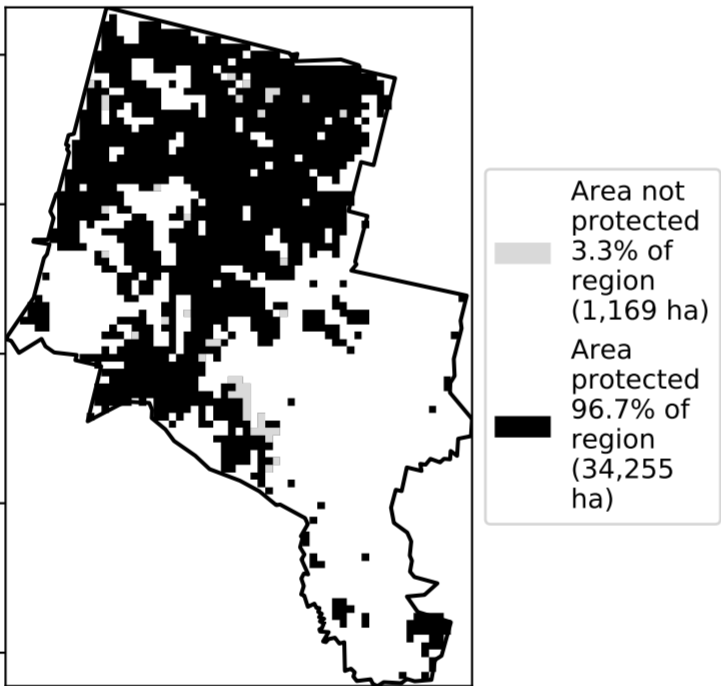 Area not
protected
3.3% of
region
(1,169 ha)
Area
protected
96.7% of
region
(34,255
ha)